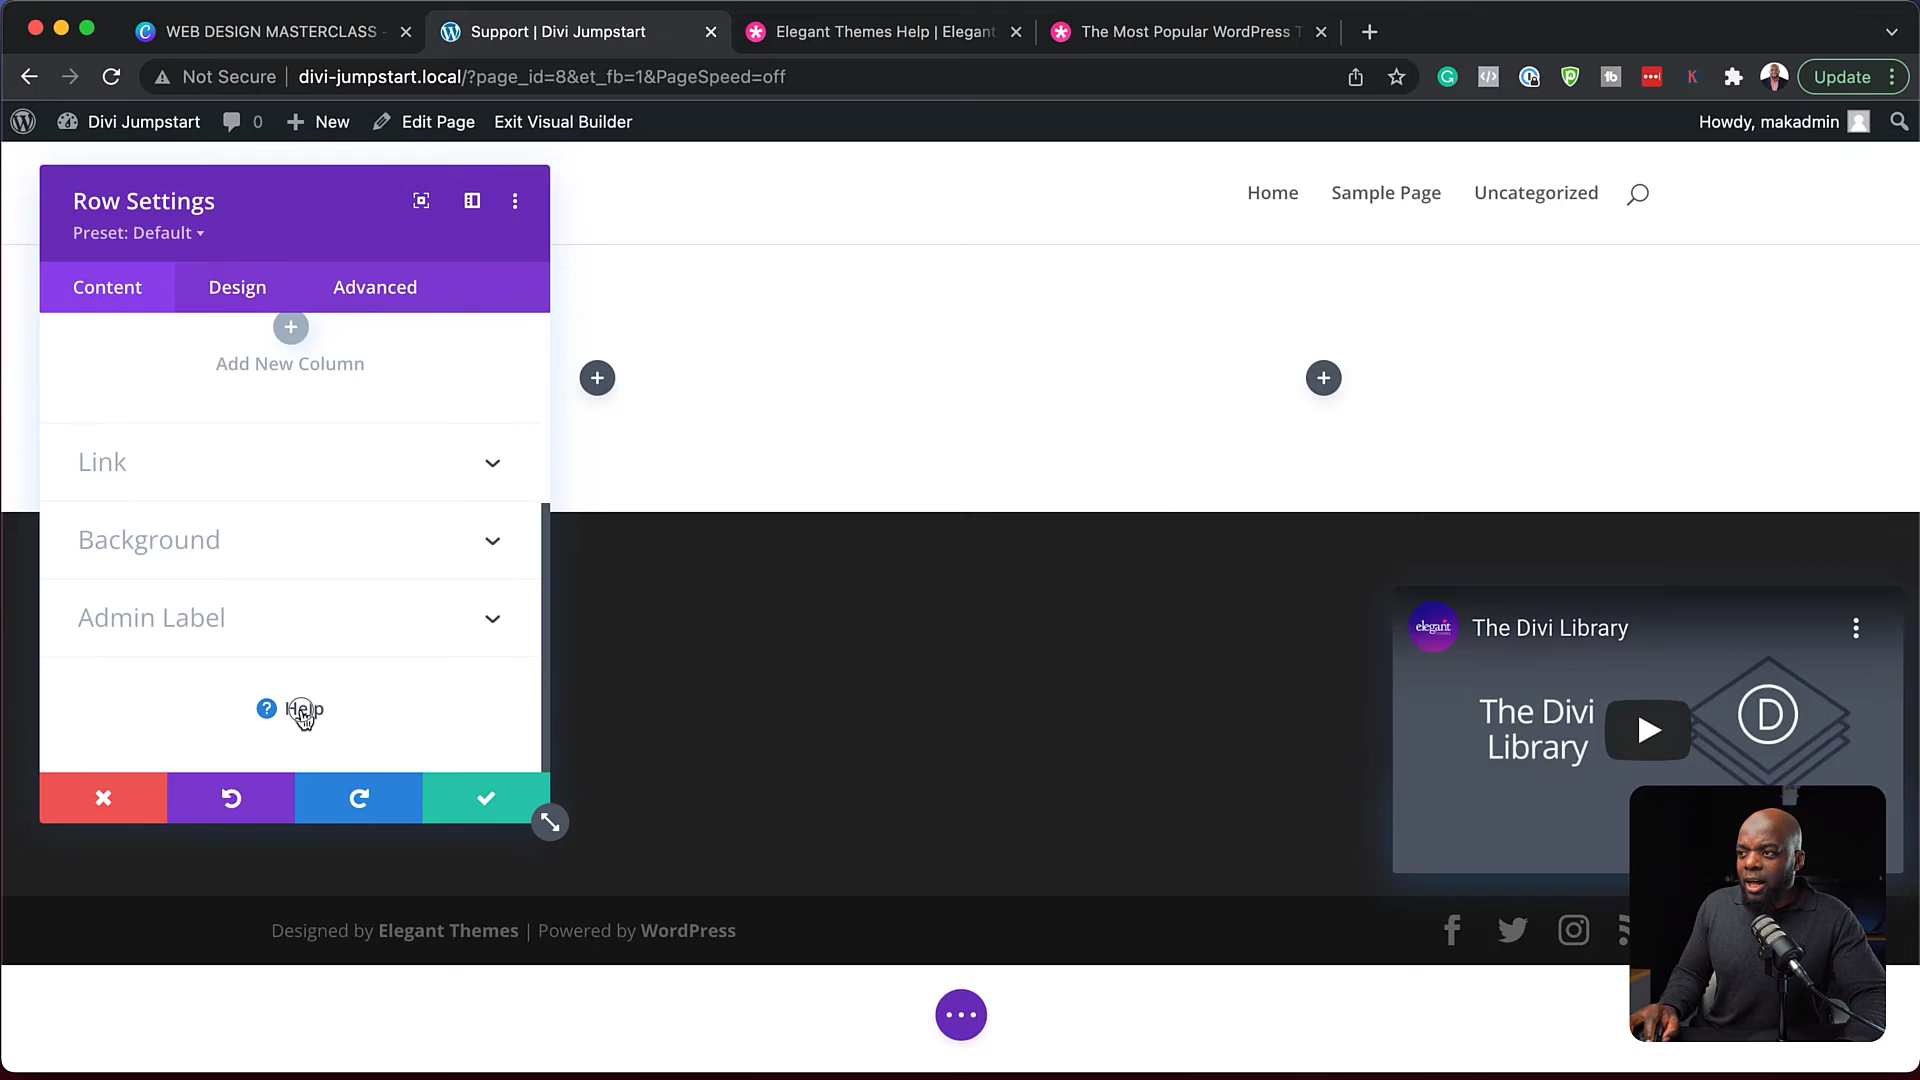 WEB DESIGN MASTERCLASS -
Support | Divi Jumpstart
Elegant Themes Help | Elegant
The Most Popular WordPress T
Not Secure
divi-jumpstart.local/?page_id=8&et_fb=1&PageSpeed=off
Update
Divi Jumpstart
0
New
Edit Page
Exit Visual Builder
Howdy, makadmin
Row Settings
Preset: Default
Content
Design
Advanced
Home
Sample Page
Uncategorized
Add New Column
Link
Background
Admin Label
Help
elegant
The Divi Library
The Divi
Library
D
Designed by Elegant Themes | Powered by WordPress